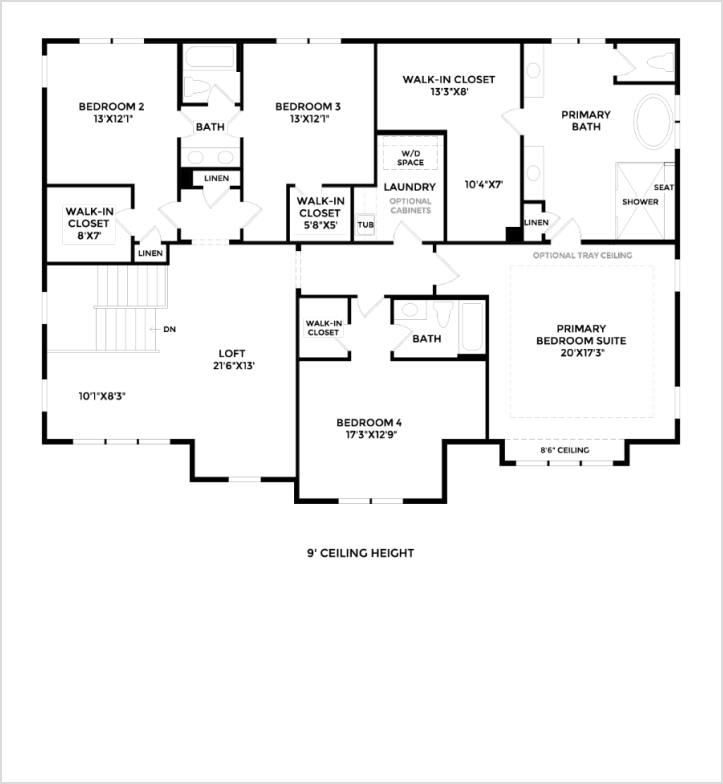 BEDROOM 2
13'X12'1"
BATH
BEDROOM 3
13'X12'1"
WALK-IN CLOSET
13'3"X8'
PRIMARY
BATH
W/D
SPACE
LAUNDRY
OPTIONAL
CABINETS
10'4"X7'
LINEN
SEAT
SHOWER
WALK-IN
CLOSET
8'X7'
WALK-IN
CLOSET
5'8"X5'
TUB
LINEN
LINEN
OPTIONAL TRAY CEILING
DN
WALK-IN
CLOSET
BATH
PRIMARY
BEDROOM SUITE
20'X17'3"
LOFT
21'6"X13'
10'1"X8'3"
BEDROOM 4
17'3"X12'9"
8'6" CEILING
9' CEILING HEIGHT